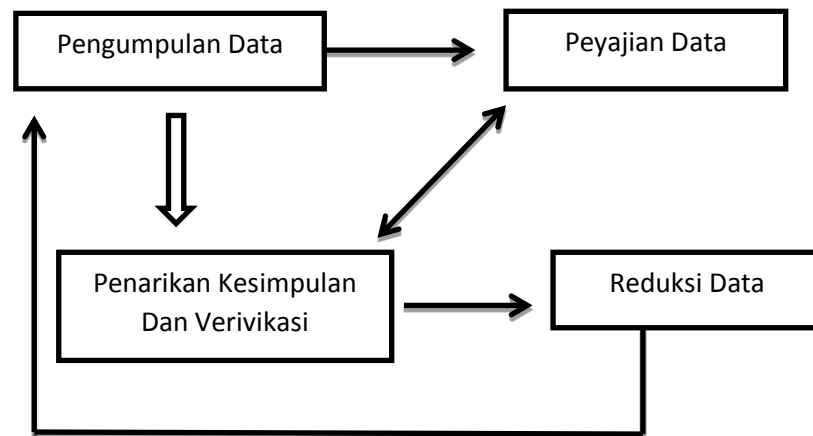 Pengumpulan Data
Peyajian Data
Penarikan Kesimpulan
Dan Verivikasi
Reduksi Data